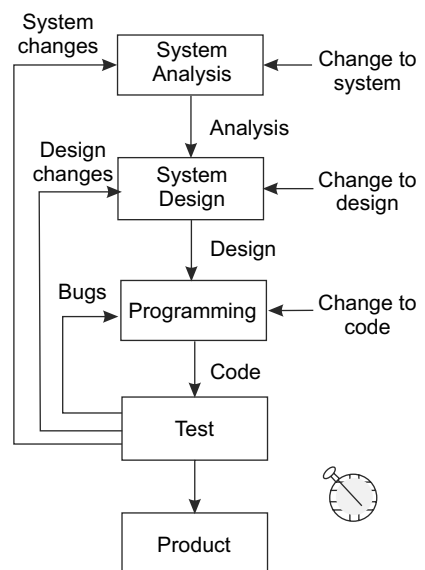 System
changes
System
Analysis
Change to
system
Analysis
Design
changes
System
Design
Change to
design
Design
Bugs
Programming
Change to
code
Code
Test
Product